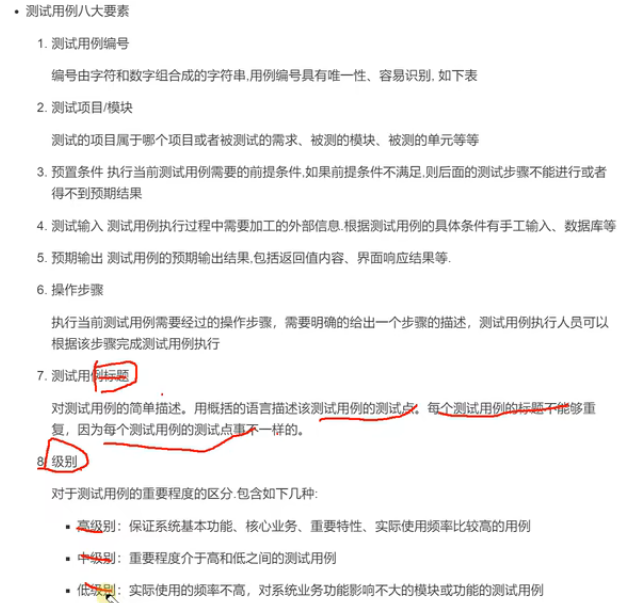 • 测试用例八大要素
1. 测试用例编号
编号由字符和数字组合成的字符串,用例编号具有唯一性、容易识别, 如下表
2. 测试项目/模块
测试的项目属于哪个项目或者被测试的需求、被测的模块、被测的单元等等
3. 预置条件 执行当前测试用例需要的前提条件,如果前提条件不满足,则后面的测试步骤不能进行或者
得不到预期结果
4. 测试输入 测试用例执行过程中需要加工的外部信息.根据测试用例的具体条件有手工输入、数据库等
5. 预期输出 测试用例的预期输出结果,包括返回值内容、界面响应结果等.
6. 操作步骤
执行当前测试用例需要经过的操作步骤，需要明确的给出一个步骤的描述，测试用例执行人员可以
根据该步骤完成测试用例执行
7. 测试用例标题
对测试用例的简单描述。用概括的语言描述该测试用例的测试点。每个测试用例的标题不能够重
复，因为每个测试用例的测试点事不一样的。
8. 级别
对于测试用例的重要程度的区分.包含如下几种:
▪ 高级别：保证系统基本功能、核心业务、重要特性、实际使用频率比较高的用例
▪ 中级别：重要程度介于高和低之间的测试用例
▪ 低级别：实际使用的频率不高，对系统业务功能影响不大的模块或功能的测试用例